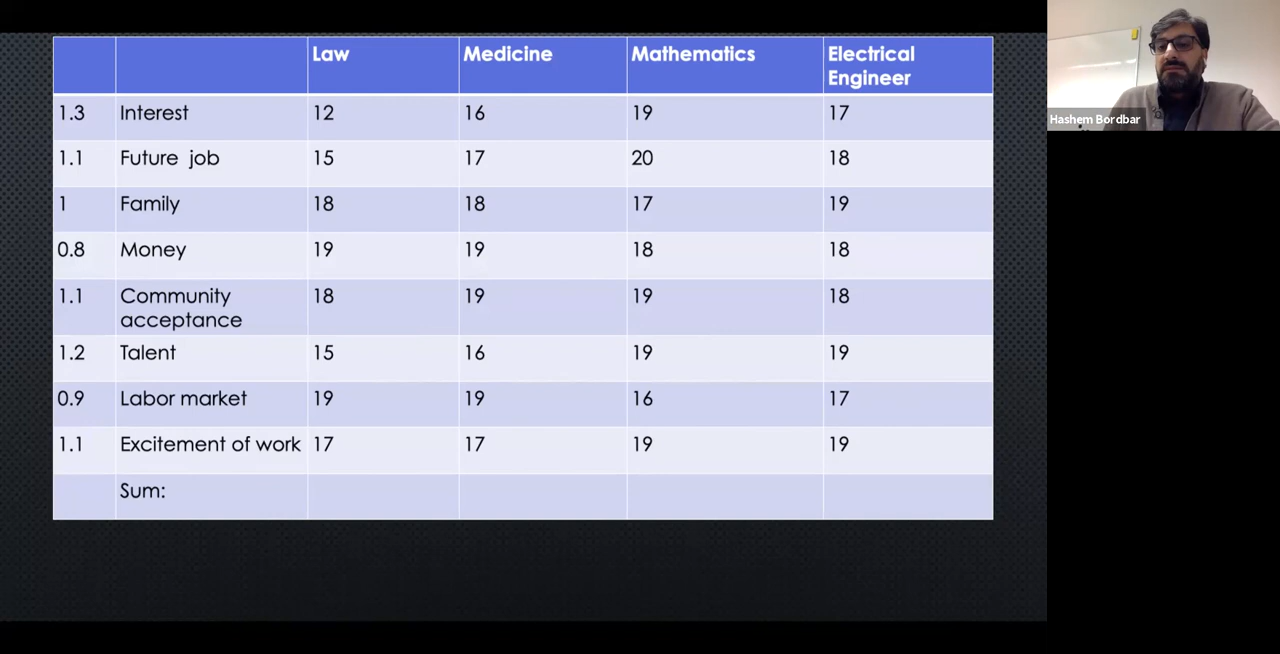 Law Medicine Mathematics Electrical
Engineer
1.3 Interest 12 16 19 17
1.1 Future job 15 17 20 18
1 Family 18 18 17 19
0.8 Money 19 19 18 18
1.1 Community
acceptance 18 19 19 18
1.2 Talent 15 16 19 19
0.9 Labor market 19 19 16 17
1.1 Excitement of work 17 17 19 19
Sum:
Hashem Bordbar